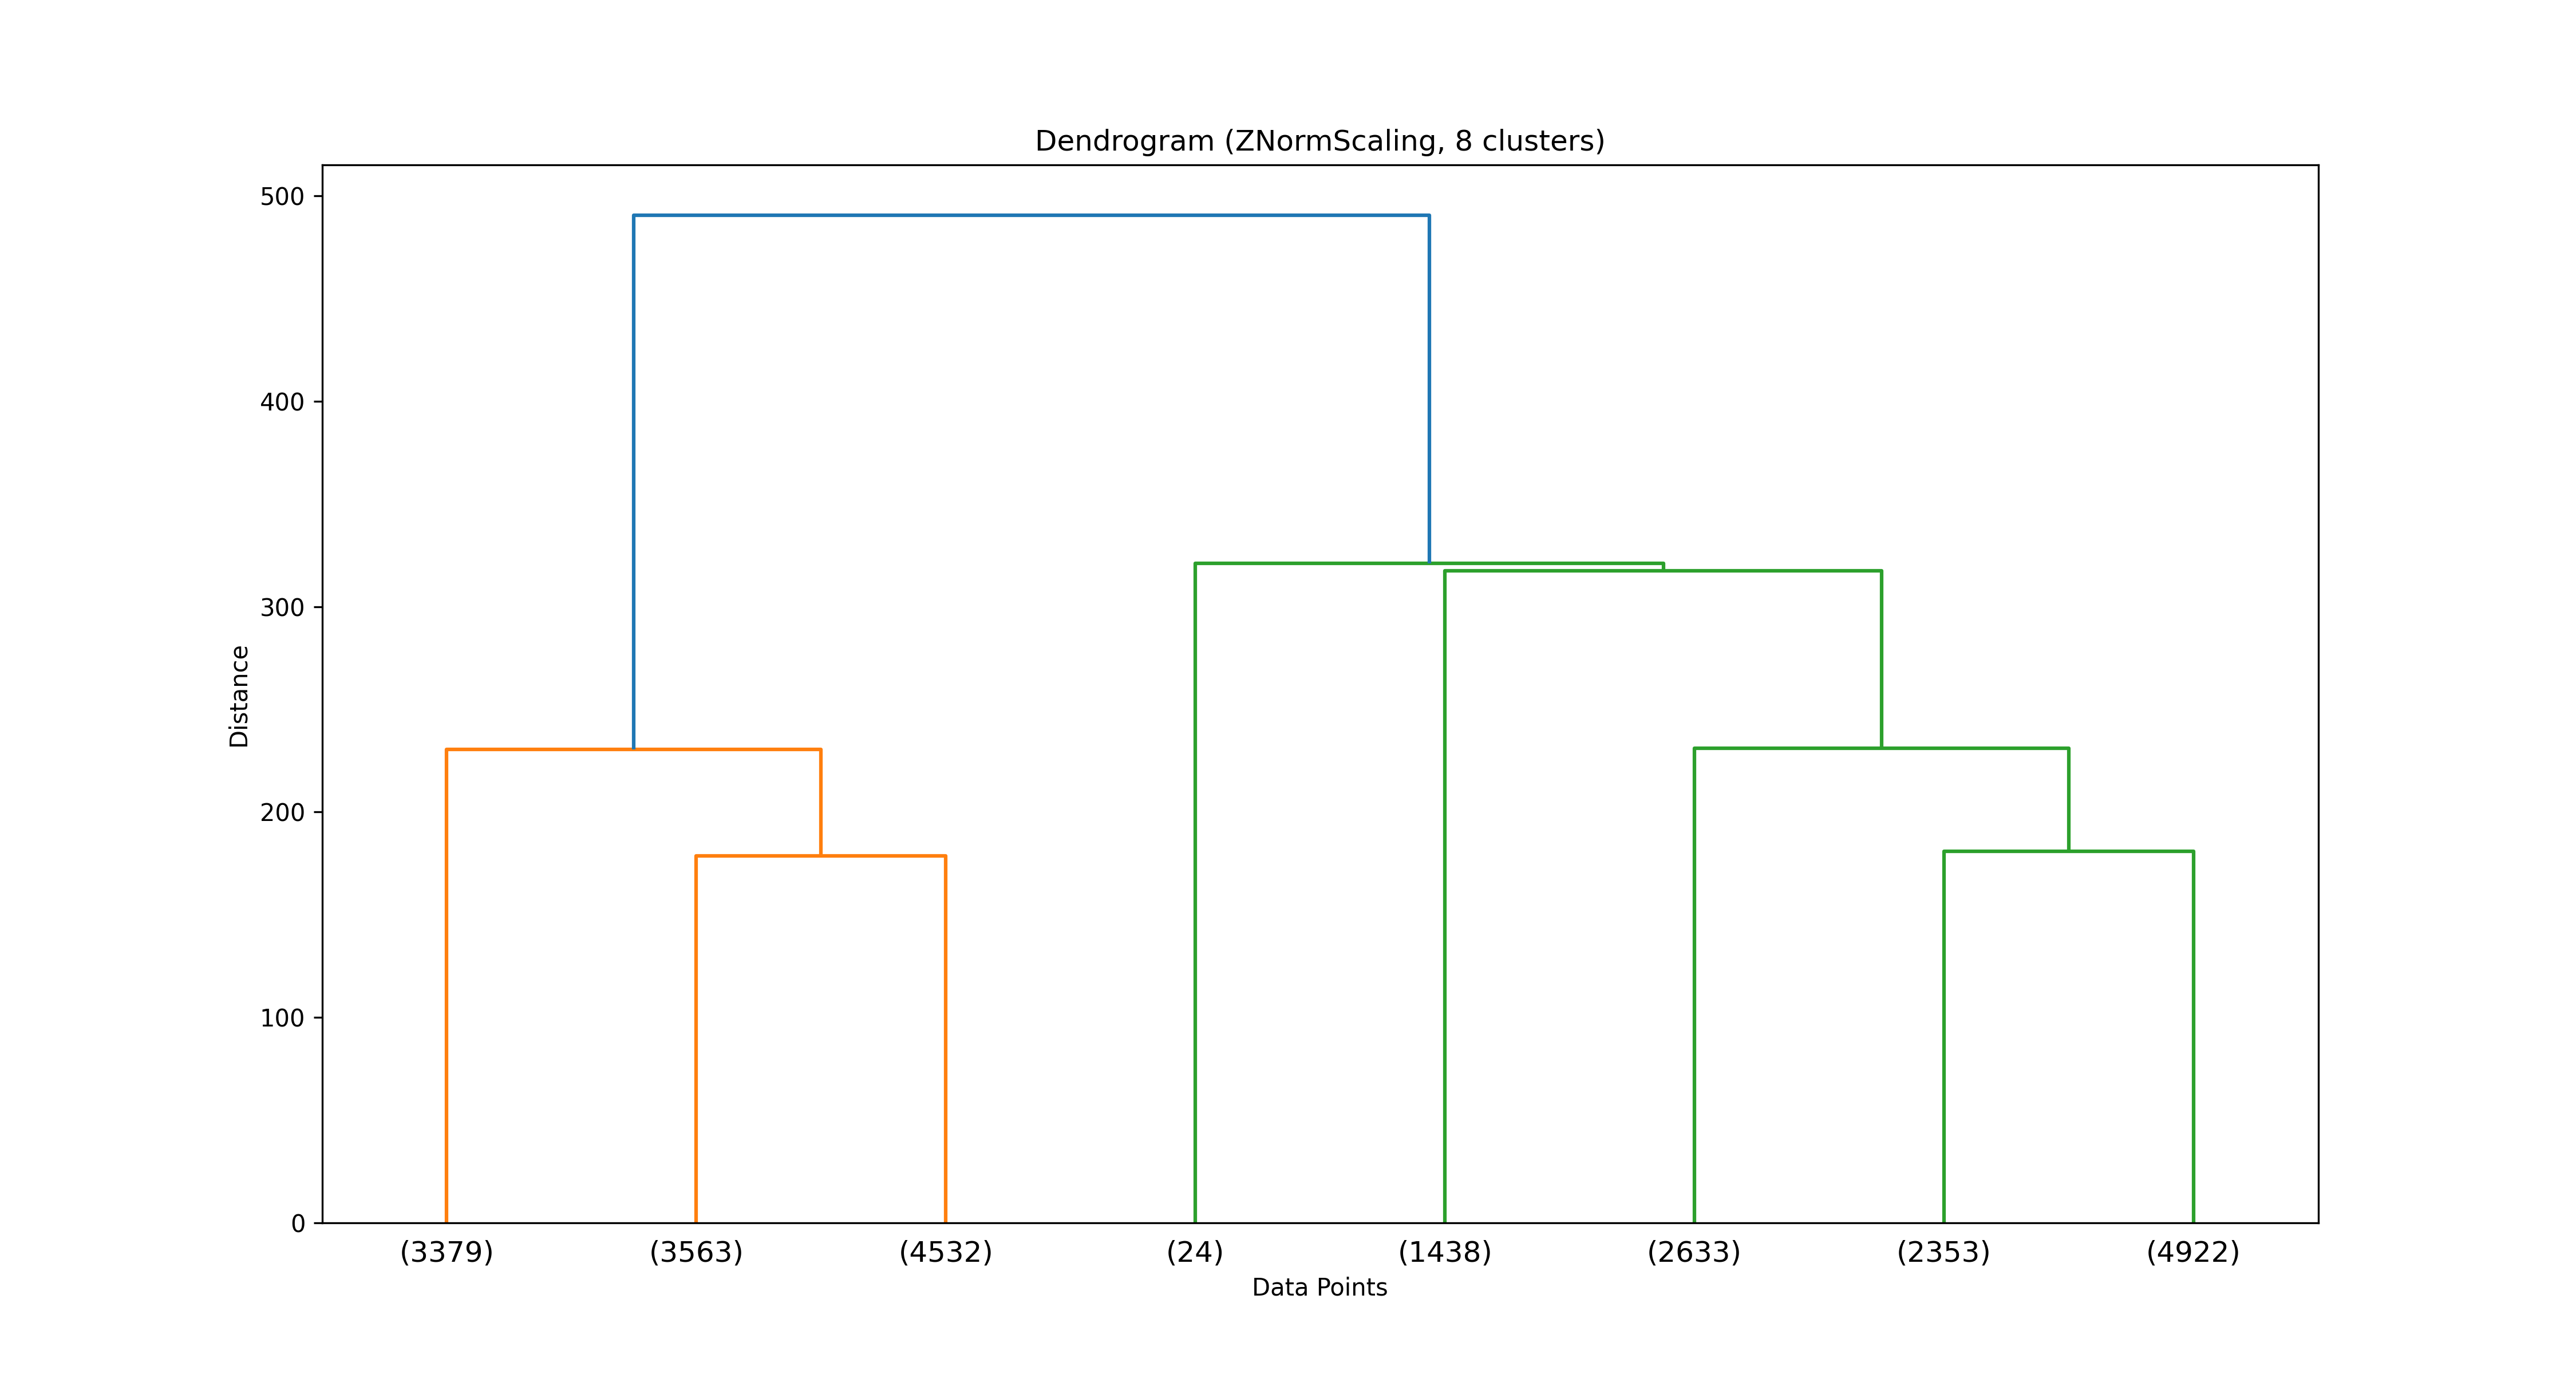 Dendrogram (ZNormScaling, 8 clusters)
500
400
300
200
100
0
Distance
(3379) (3563) (4532) (24) (1438) (2633) (2353) (4922)
Data Points